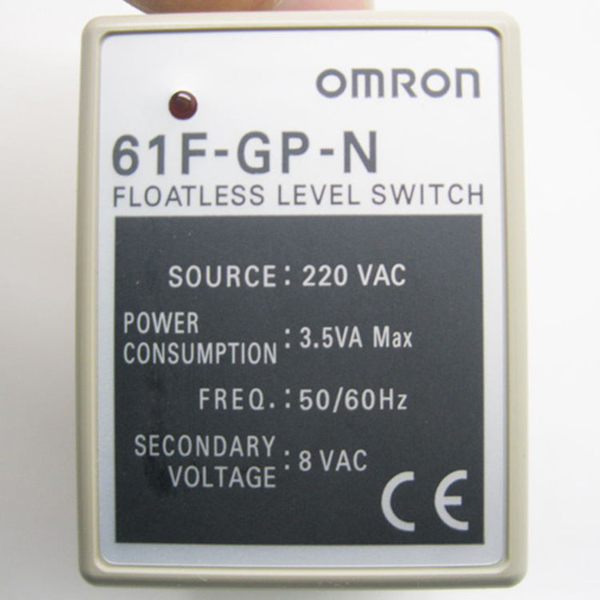 OMRON
61F-GP-N
FLOATLESS LEVEL SWITCH
SOURCE : 220 VAC
POWER
CONSUMPTION : 3.5VA Max
FREQ. : 50/60Hz
SECONDARY
VOLTAGE : 8 VAC
CE